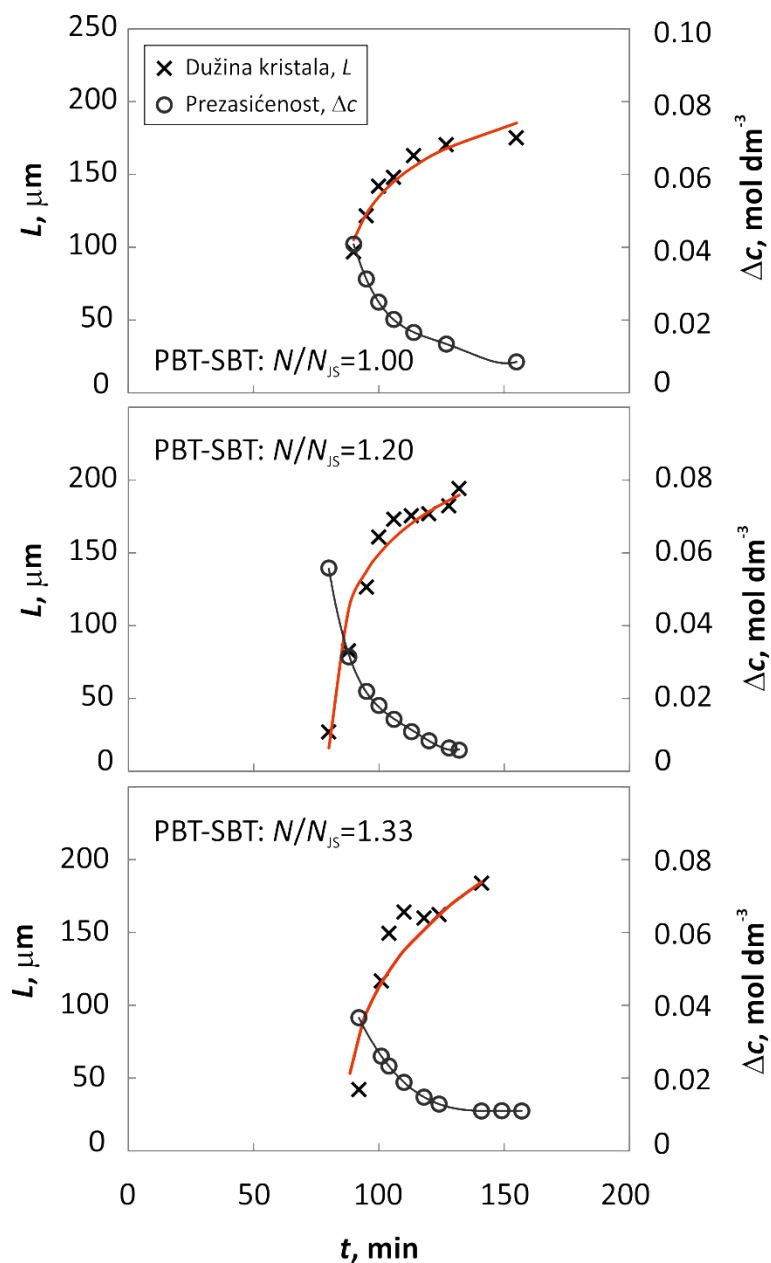 250
0.10
Dužina kristala, L
Prezasićenost, Δc
200
0.08
150
0.06
L, μm
Δc, mol dm⁻³
100
0.04
50
0.02
PBT-SBT: N/NJS=1.00
0
0
PBT-SBT: N/NJS=1.20
200
0.08
150
0.06
L, μm
Δc, mol dm⁻³
100
0.04
50
0.02
0
0
PBT-SBT: N/NJS=1.33
200
0.08
150
0.06
L, μm
Δc, mol dm⁻³
100
0.04
50
0.02
0
0
0 50 100 150 200
t, min